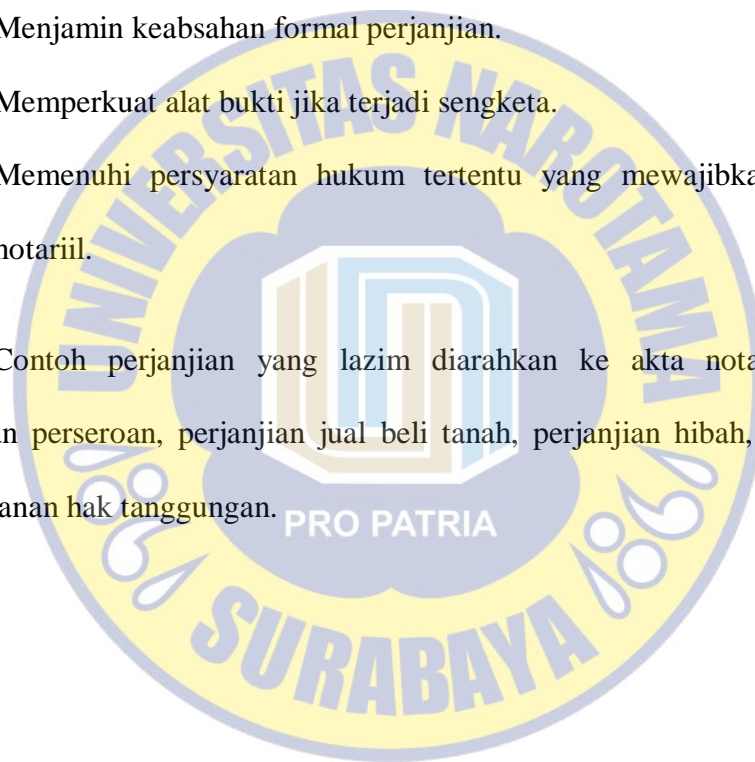 Menjamin keabsahan formal perjanjian.
Memperkuat alat bukti jika terjadi sengketa.
Memenuhi persyaratan hukum tertentu yang mewajibka
notariil.
Contoh perjanjian yang lazim diarahkan ke akta nota
n perseroan, perjanjian jual beli tanah, perjanjian hibah,
anan hak tanggungan.
UNIVERSITAS NAROTAMA
PRO PATRIA
SURABAYA